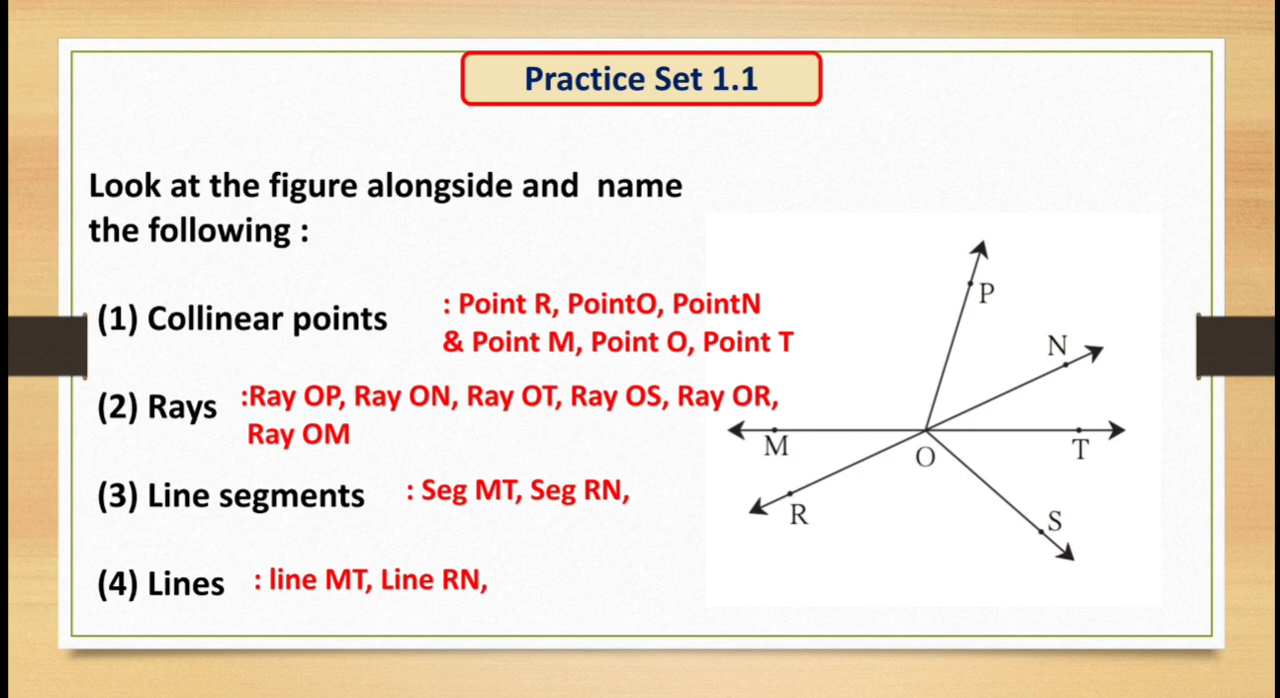 Practice Set 1.1
Look at the figure alongside and name
the following :
(1) Collinear points : Point R, PointO, PointN
& Point M, Point O, Point T
(2) Rays :Ray OP, Ray ON, Ray OT, Ray OS, Ray OR,
Ray OM
(3) Line segments : Seg MT, Seg RN,
(4) Lines : line MT, Line RN,
P
N
M
O
T
R
S